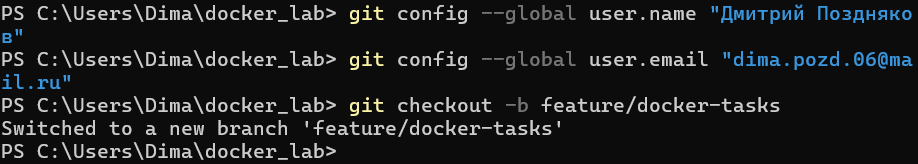 PS C:\Users\Dima\docker_lab> git config --global user.name "Дмитрий Поздняко
в"
PS C:\Users\Dima\docker_lab> git config --global user.email "dima.pozd.06@ma
il.ru"
PS C:\Users\Dima\docker_lab> git checkout -b feature/docker-tasks
Switched to a new branch 'feature/docker-tasks'
PS C:\Users\Dima\docker_lab>